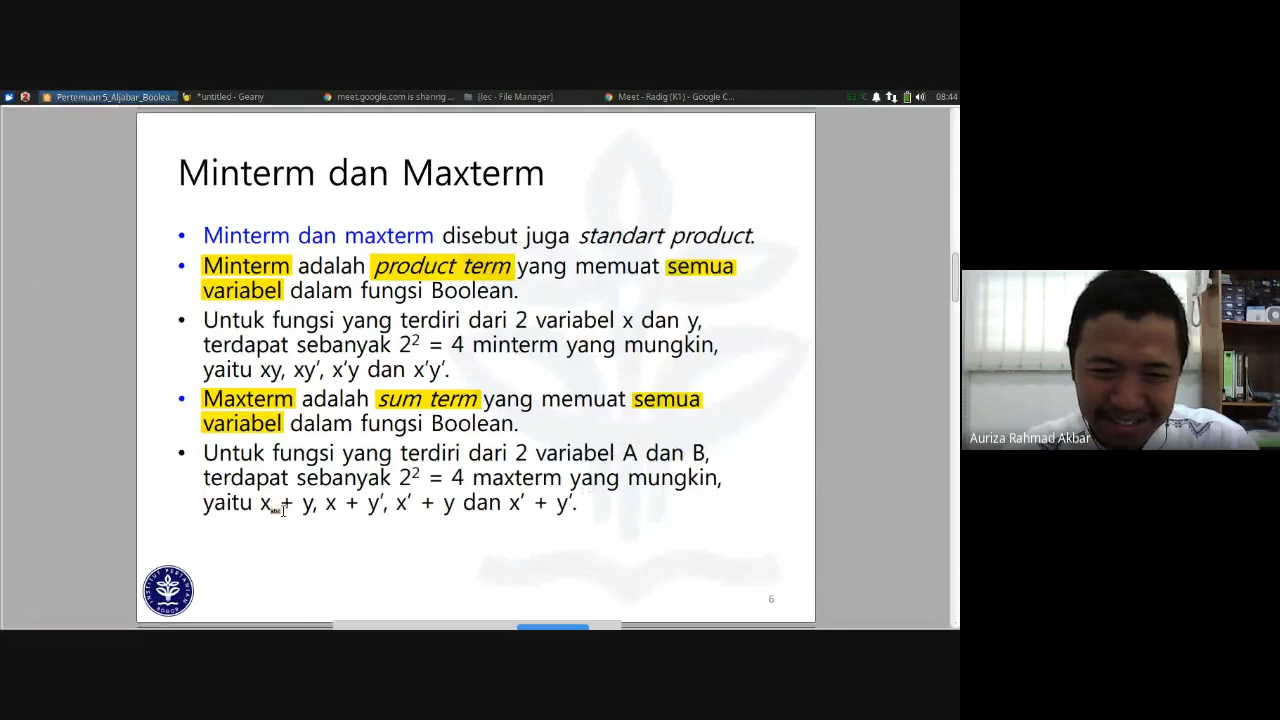 Pertemuan 5_Aljabar_Boolea... *untitled - Geany meet.google.com is sharing ... [lec - File Manager] Meet - Radig (K1) - Google C... 08:44
Minterm dan Maxterm
• Minterm dan maxterm disebut juga standart product.
• Minterm adalah product term yang memuat semua
variabel dalam fungsi Boolean.
• Untuk fungsi yang terdiri dari 2 variabel x dan y,
terdapat sebanyak 2² = 4 minterm yang mungkin,
yaitu xy, xy’, x’y dan x’y’.
• Maxterm adalah sum term yang memuat semua
variabel dalam fungsi Boolean.
• Untuk fungsi yang terdiri dari 2 variabel A dan B,
terdapat sebanyak 2² = 4 maxterm yang mungkin,
yaitu x + y, x + y’, x’ + y dan x’ + y’.
INSTITUT PERTANIAN BOGOR
6
Auriza Rahmad Akbar